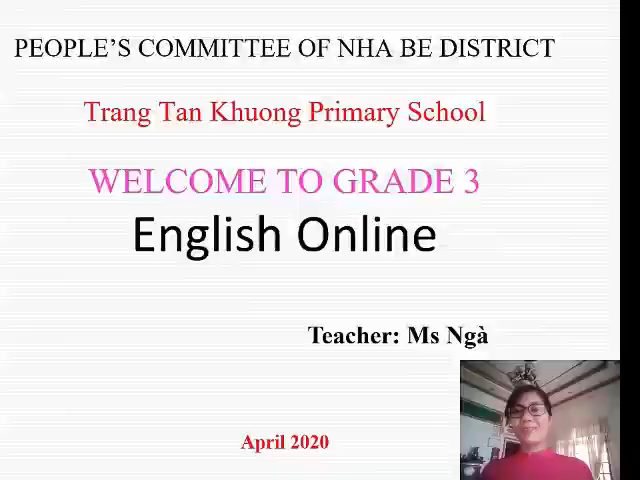 PEOPLE’S COMMITTEE OF NHA BE DISTRICT
Trang Tan Khuong Primary School
WELCOME TO GRADE 3
English Online
Teacher: Ms Ngà
April 2020